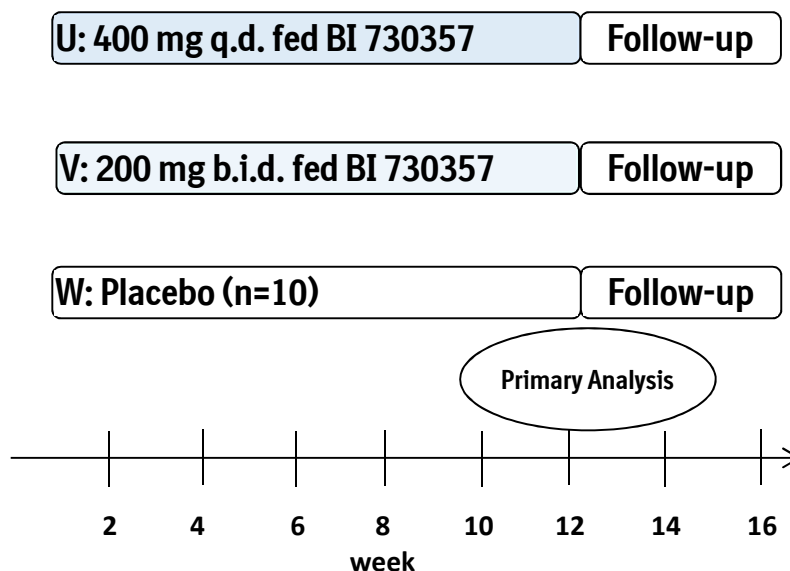 U: 400 mg q.d. fed BI 730357 Follow-up
V: 200 mg b.i.d. fed BI 730357 Follow-up
W: Placebo (n=10) Follow-up
Primary Analysis
2 4 6 8 10 12 14 16
week